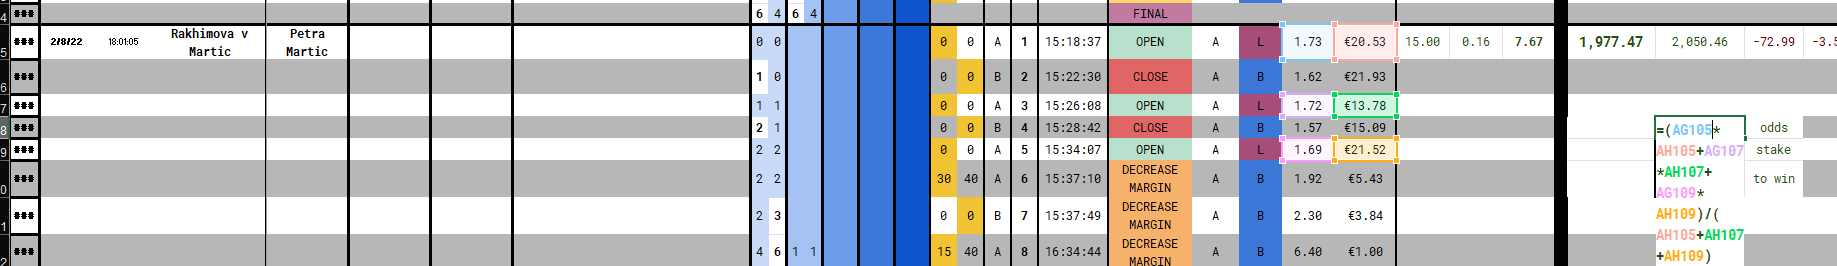 4 6 4 6 4 FINAL
5 ### 2/8/22 18:01:05 Rakhimova v Martic Petra Martic 0 0 0 0 A 1 15:18:37 OPEN A L 1.73 €20.53 15.00 0.16 7.67 1,977.47 2,050.46 -72.99 -3.5
6 ### 1 0 0 0 B 2 15:22:30 CLOSE A B 1.62 €21.93
7 ### 1 1 0 0 A 3 15:26:08 OPEN A L 1.72 €13.78
8 ### 2 1 0 0 B 4 15:28:42 CLOSE A B 1.57 €15.09 odds
9 ### 2 2 0 0 A 5 15:34:07 OPEN A L 1.69 €21.52 stake
0 ### 2 2 30 40 A 6 15:37:10 DECREASE MARGIN A B 1.92 €5.43 to win
1 ### 2 3 0 0 B 7 15:37:49 DECREASE MARGIN A B 2.30 €3.84
2 ### 4 6 1 1 15 40 A 8 16:34:44 DECREASE MARGIN A B 6.40 €1.00
=(AG105*
AH105+AG107
*AH107+
AG109*
AH109)/(
AH105+AH107
+AH109)